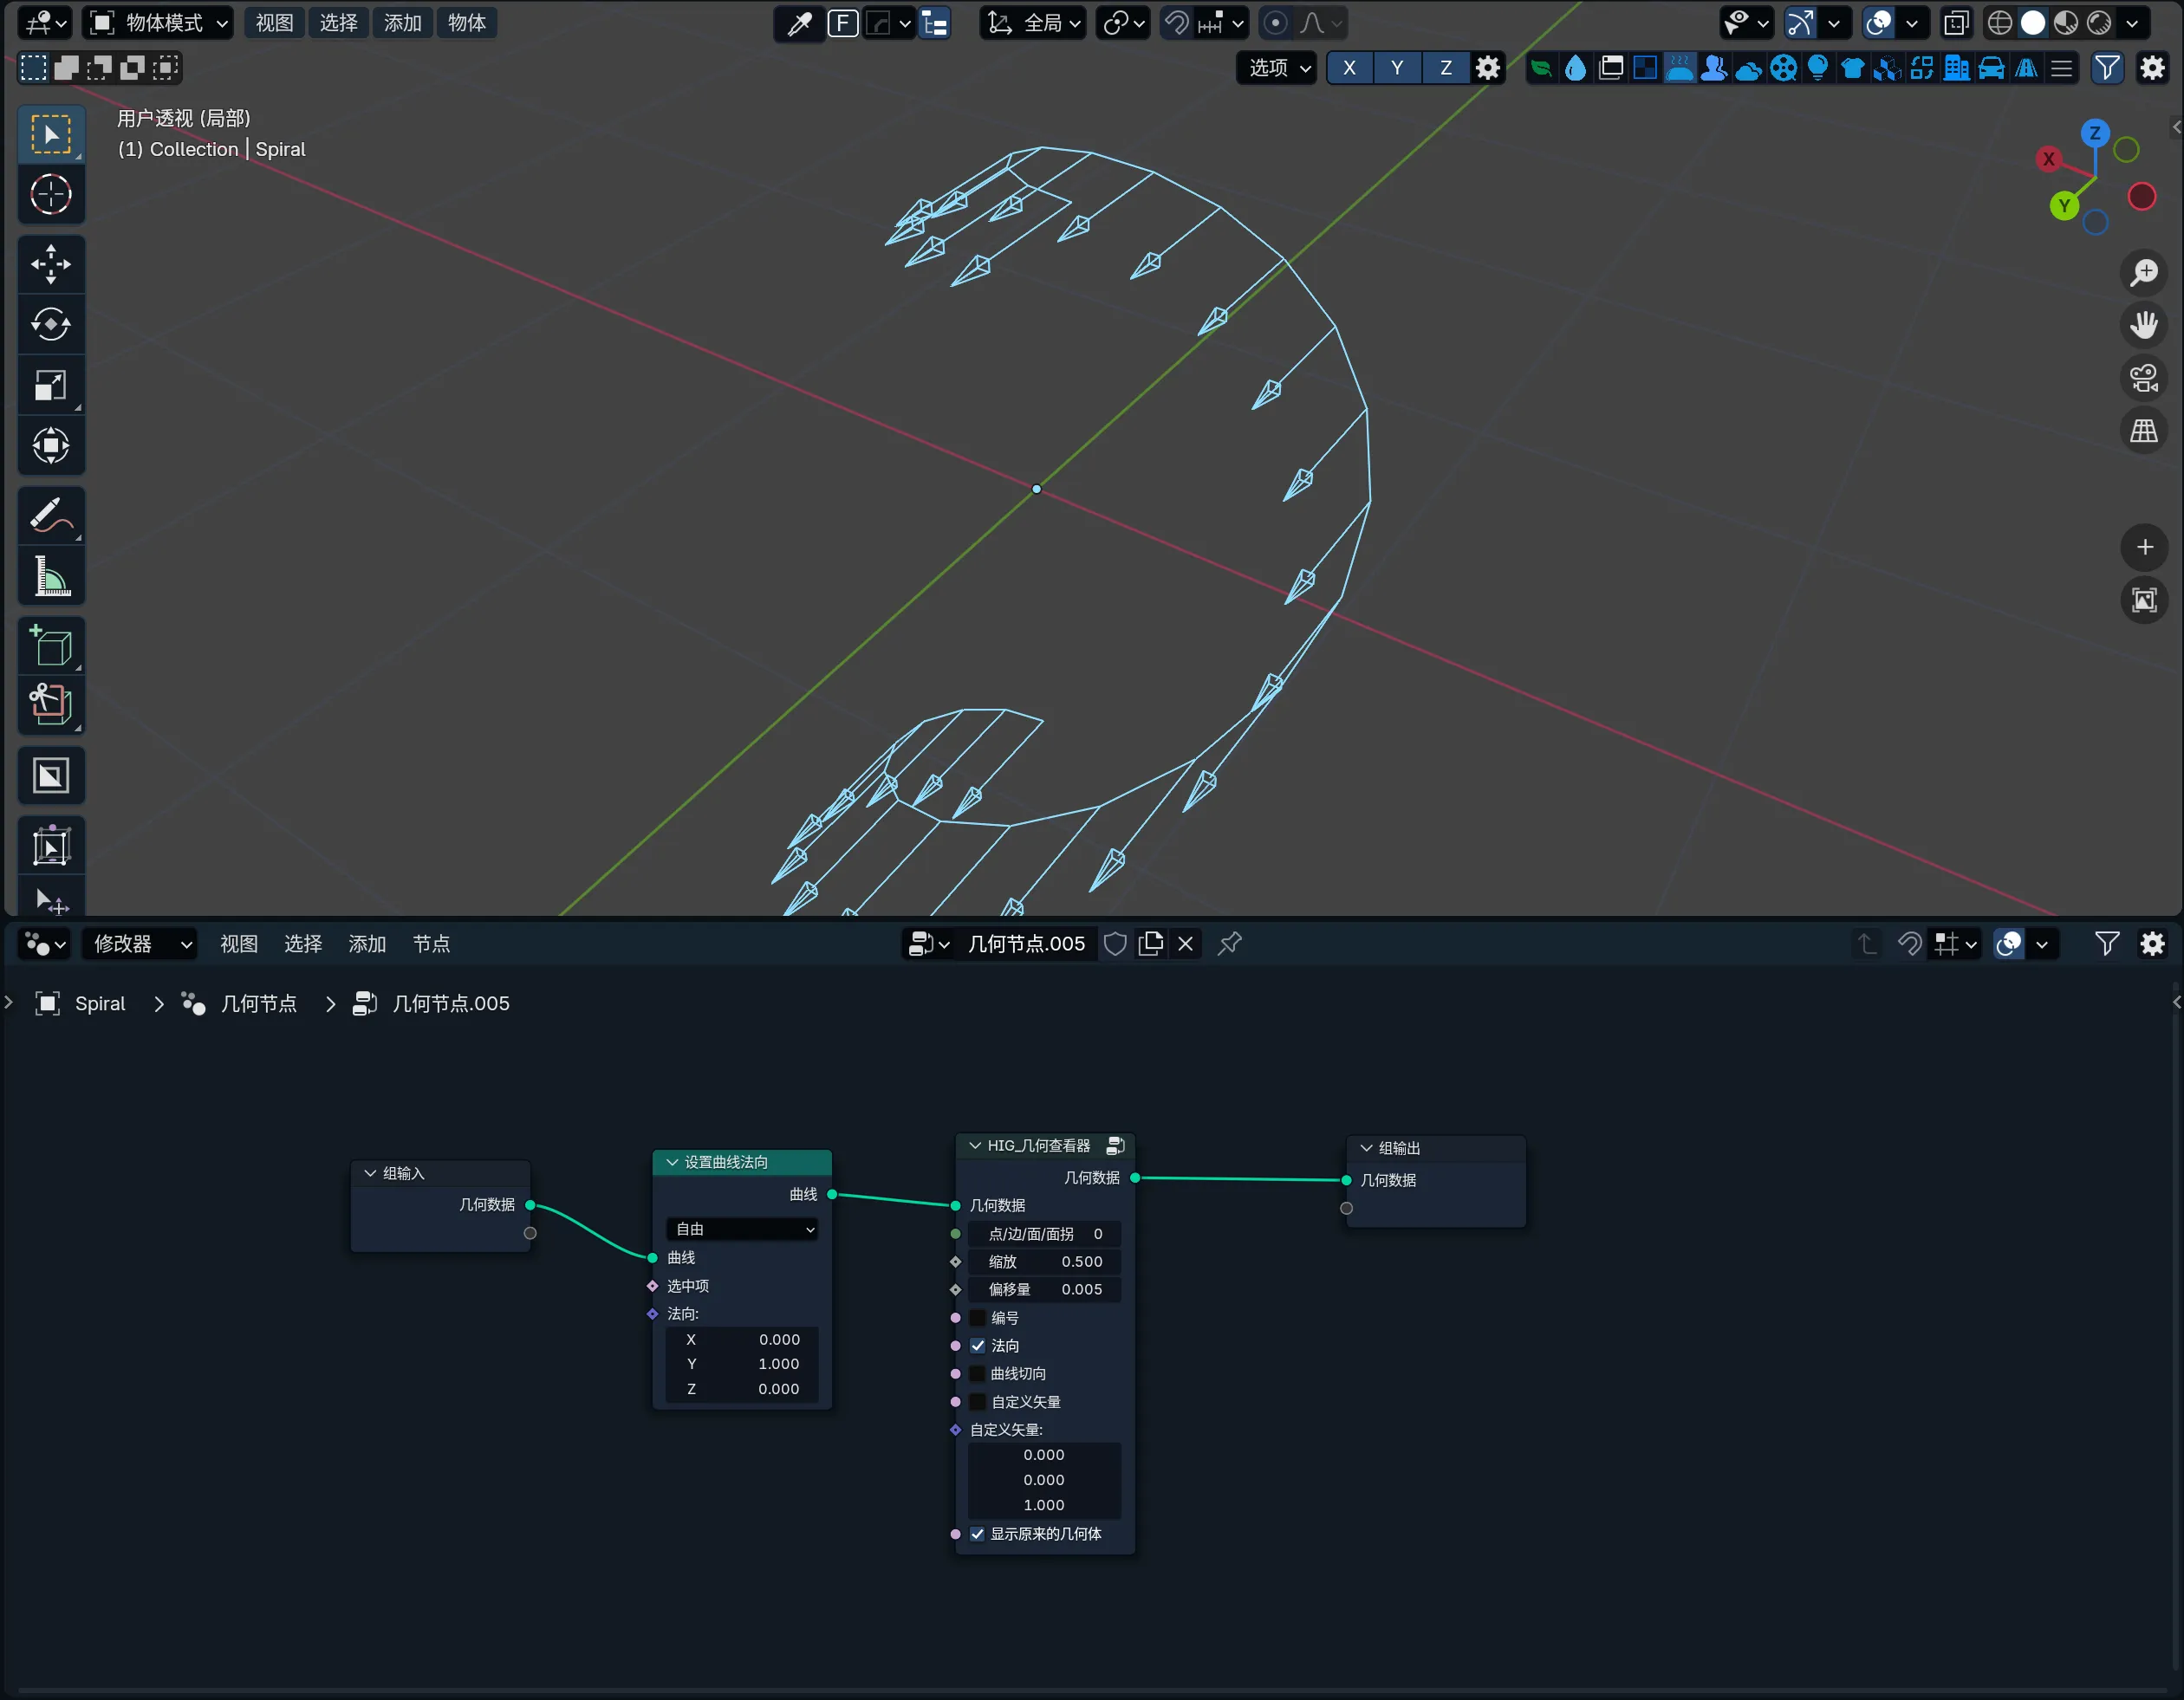 物体模式 视图 选择 添加 物体 F 全局
选项 X Y Z
用户透视 (局部)
(1) Collection | Spiral
Z
X
Y
修改器 视图 选择 添加 节点 几何节点.005
Spiral > 几何节点 > 几何节点.005
组输入
几何数据
设置曲线法向
曲线
自由
曲线
选中项
法向:
X 0.000
Y 1.000
Z 0.000
HIG_几何查看器
几何数据
几何数据
点/边/面/面拐 0
缩放 0.500
偏移量 0.005
编号
法向
曲线切向
自定义矢量
自定义矢量:
0.000
0.000
1.000
显示原来的几何体
组输出
几何数据